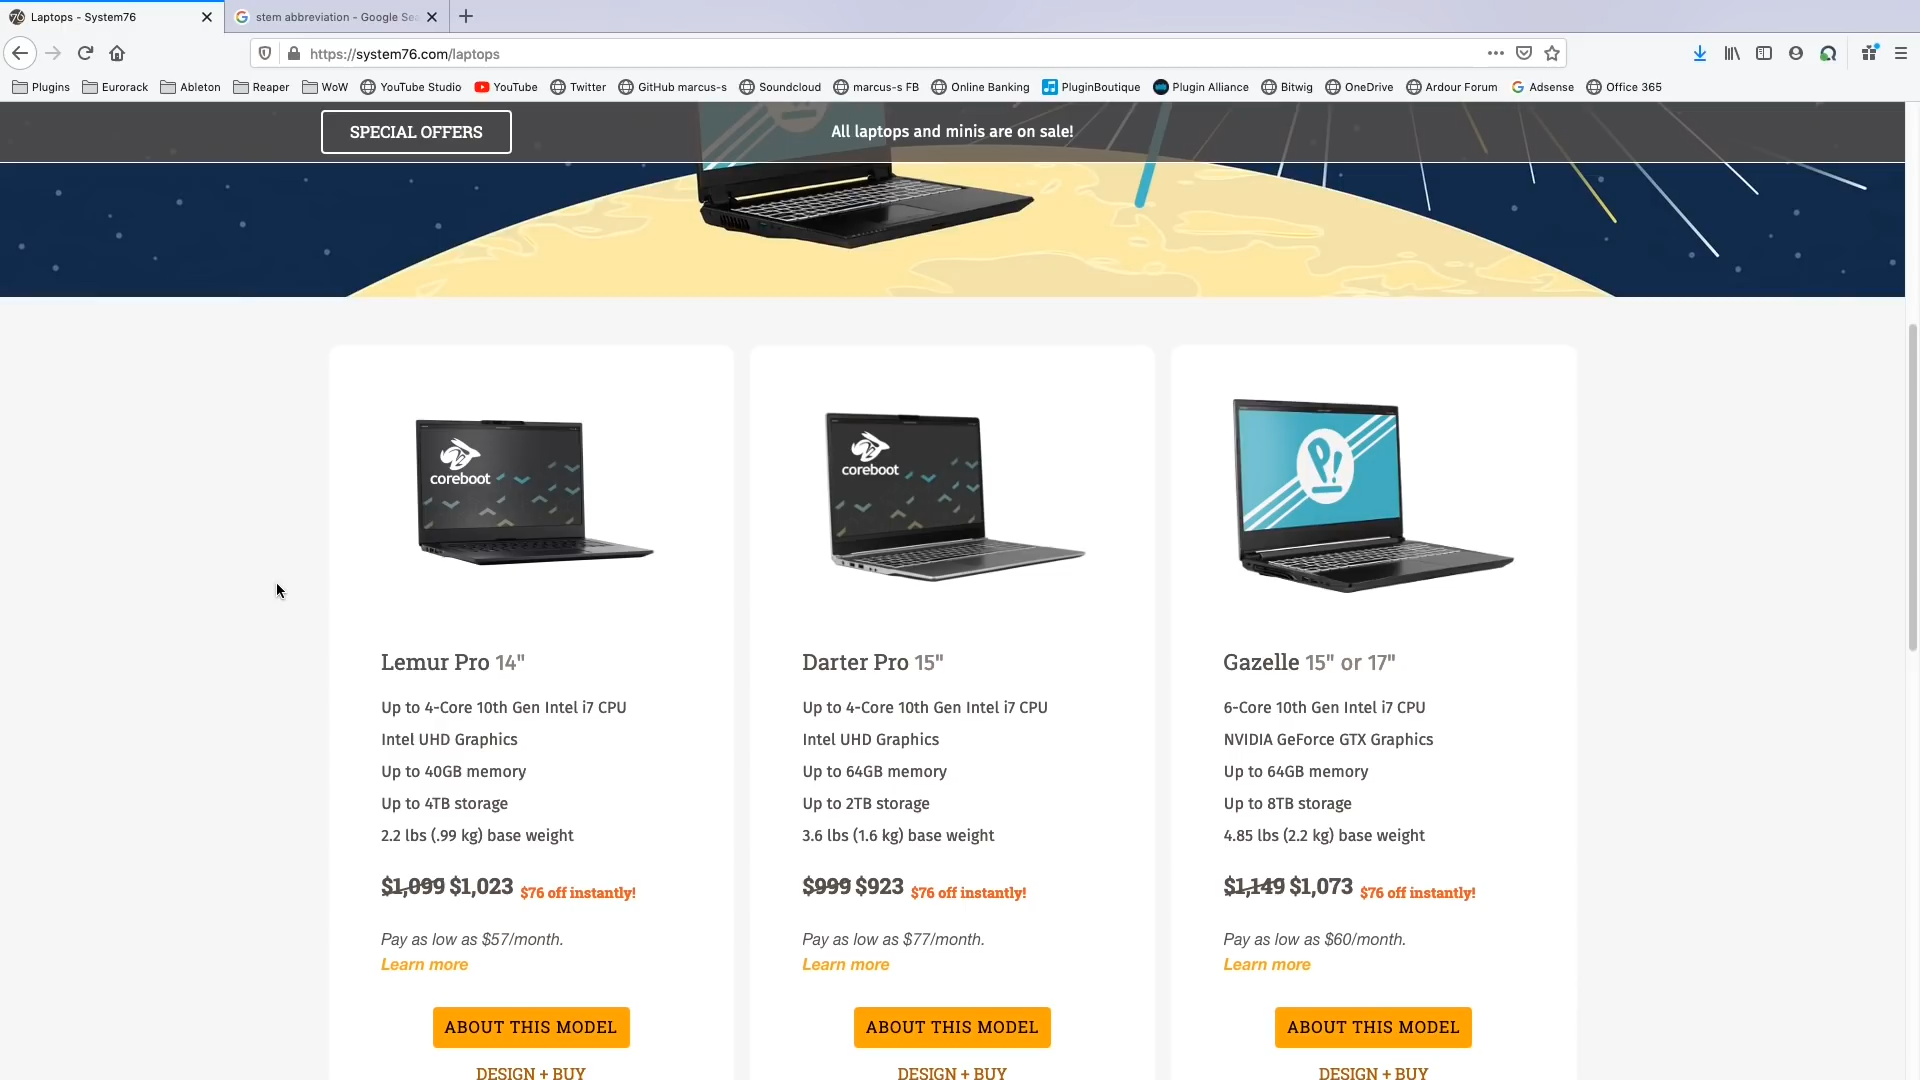 Laptops - System76
stem abbreviation - Google Sea
https://system76.com/laptops
Plugins Eurorack Ableton Reaper WoW YouTube Studio YouTube Twitter GitHub marcus-s Soundcloud marcus-s FB Online Banking PluginBoutique Plugin Alliance Bitwig OneDrive Ardour Forum Adsense Office 365
SPECIAL OFFERS
All laptops and minis are on sale!
coreboot
coreboot
P!
Lemur Pro 14"
Up to 4-Core 10th Gen Intel i7 CPU
Intel UHD Graphics
Up to 40GB memory
Up to 4TB storage
2.2 lbs (.99 kg) base weight
$1,099 $1,023 $76 off instantly!
Pay as low as $57/month.
Learn more
ABOUT THIS MODEL
DESIGN + BUY
Darter Pro 15"
Up to 4-Core 10th Gen Intel i7 CPU
Intel UHD Graphics
Up to 64GB memory
Up to 2TB storage
3.6 lbs (1.6 kg) base weight
$999 $923 $76 off instantly!
Pay as low as $77/month.
Learn more
ABOUT THIS MODEL
DESIGN + BUY
Gazelle 15" or 17"
6-Core 10th Gen Intel i7 CPU
NVIDIA GeForce GTX Graphics
Up to 64GB memory
Up to 8TB storage
4.85 lbs (2.2 kg) base weight
$1,149 $1,073 $76 off instantly!
Pay as low as $60/month.
Learn more
ABOUT THIS MODEL
DESIGN + BUY